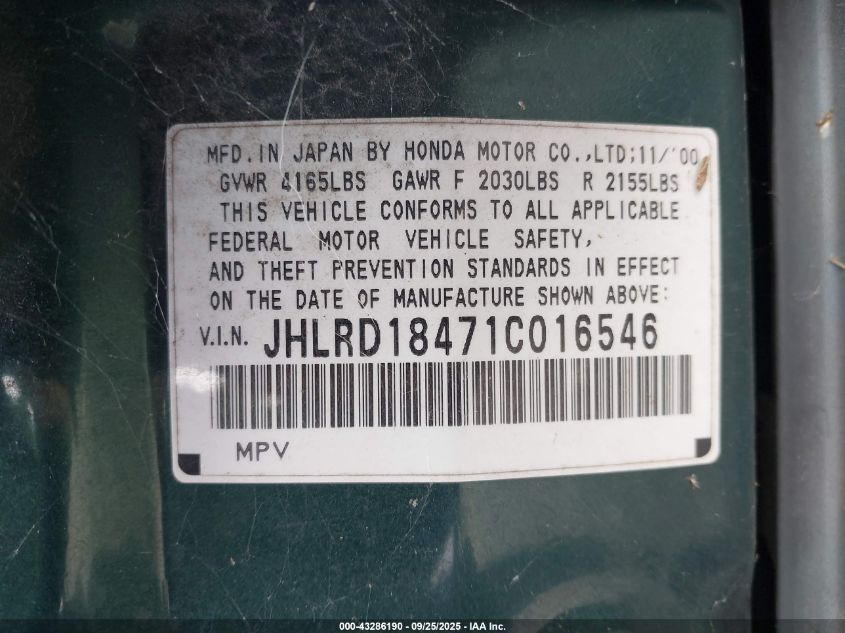 MFD.IN JAPAN BY HONDA MOTOR CO.,LTD;11/'00
GVWR 4165LBS GAWR F 2030LBS R 2155LBS
THIS VEHICLE CONFORMS TO ALL APPLICABLE
FEDERAL MOTOR VEHICLE SAFETY,
AND THEFT PREVENTION STANDARDS IN EFFECT
ON THE DATE OF MANUFACTURE SHOWN ABOVE:
V.I.N. JHLRD18471C016546
MPV
000-43286190 - 09/25/2025 - IAA Inc.